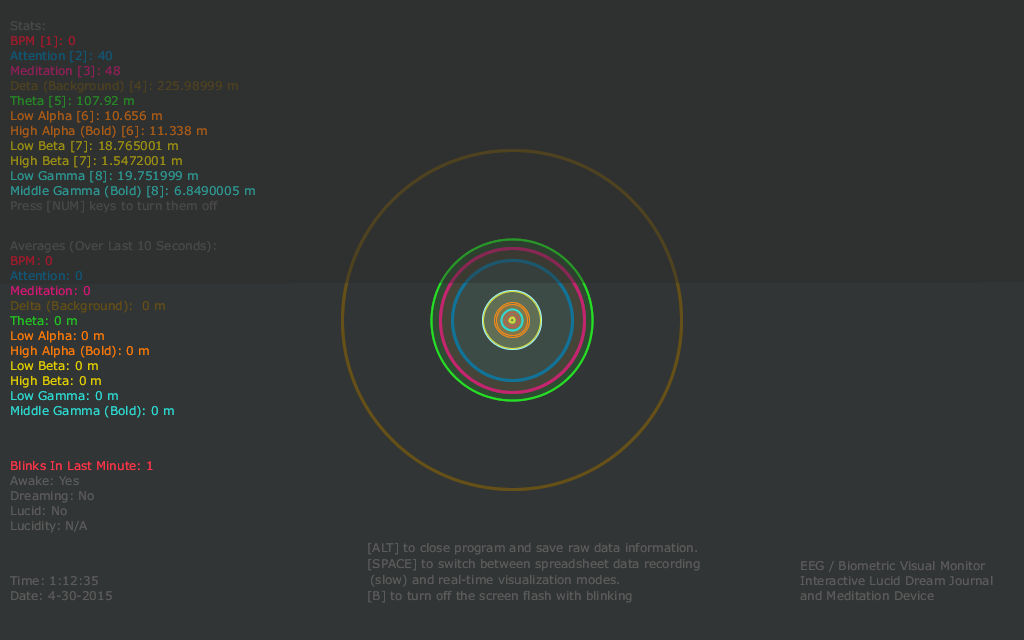 Stats:
BPM [1]: 0
Attention [2]: 40
Meditation [3]: 48
Deta (Background) [4]: 225.98999 m
Theta [5]: 107.92 m
Low Alpha [6]: 10.656 m
High Alpha (Bold) [6]: 11.338 m
Low Beta [7]: 18.765001 m
High Beta [7]: 1.5472001 m
Low Gamma [8]: 19.751999 m
Middle Gamma (Bold) [8]: 6.8490005 m
Press [NUM] keys to turn them off
Averages (Over Last 10 Seconds):
BPM: 0
Attention: 0
Meditation: 0
Delta (Background):  0 m
Theta: 0 m
Low Alpha: 0 m
High Alpha (Bold): 0 m
Low Beta: 0 m
High Beta: 0 m
Low Gamma: 0 m
Middle Gamma (Bold): 0 m
Blinks In Last Minute: 1
Awake: Yes
Dreaming: No
Lucid: No
Lucidity: N/A
Time: 1:12:35
Date: 4-30-2015
[ALT] to close program and save raw data information.
[SPACE] to switch between spreadsheet data recording
(slow) and real-time visualization modes.
[B] to turn off the screen flash with blinking
EEG / Biometric Visual Monitor
Interactive Lucid Dream Journal
and Meditation Device